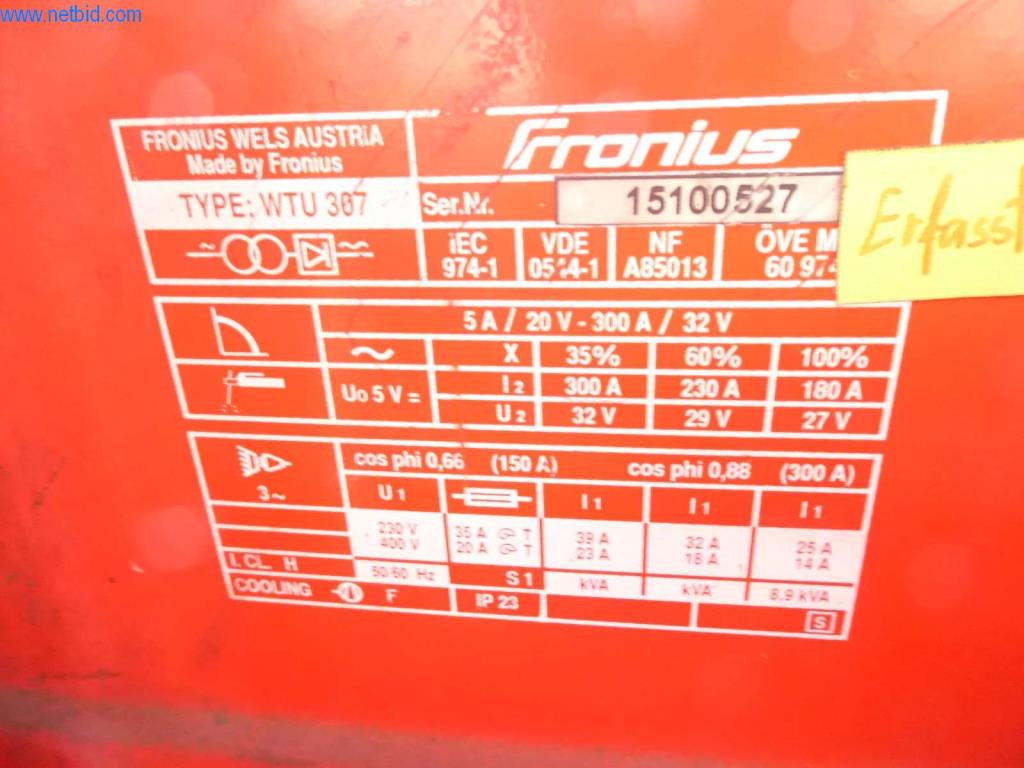 www.netbid.com
FRONIUS WELS AUSTRIA
Made by Fronius
Fronius
TYPE: WTU 307
Ser.Nr. 15100527
IEC 974-1
VDE
NF A85013
ÖVE M
60 974
Erfasst
5 A / 20 V - 300 A / 32 V
X 35% 60% 100%
U0 5 V = I2 300 A 230 A 180 A
U2 32 V 29 V 27 V
cos phi 0,66 (150 A) cos phi 0,88 (300 A)
3~ U1 I1 I1 I1
230 V 35 A T 39 A 32 A 25 A
400 V 20 A T 23 A 18 A 14 A
I. CL. H 50/60 Hz S1 kVA kVA 8,9 kVA
COOLING F IP 23 S